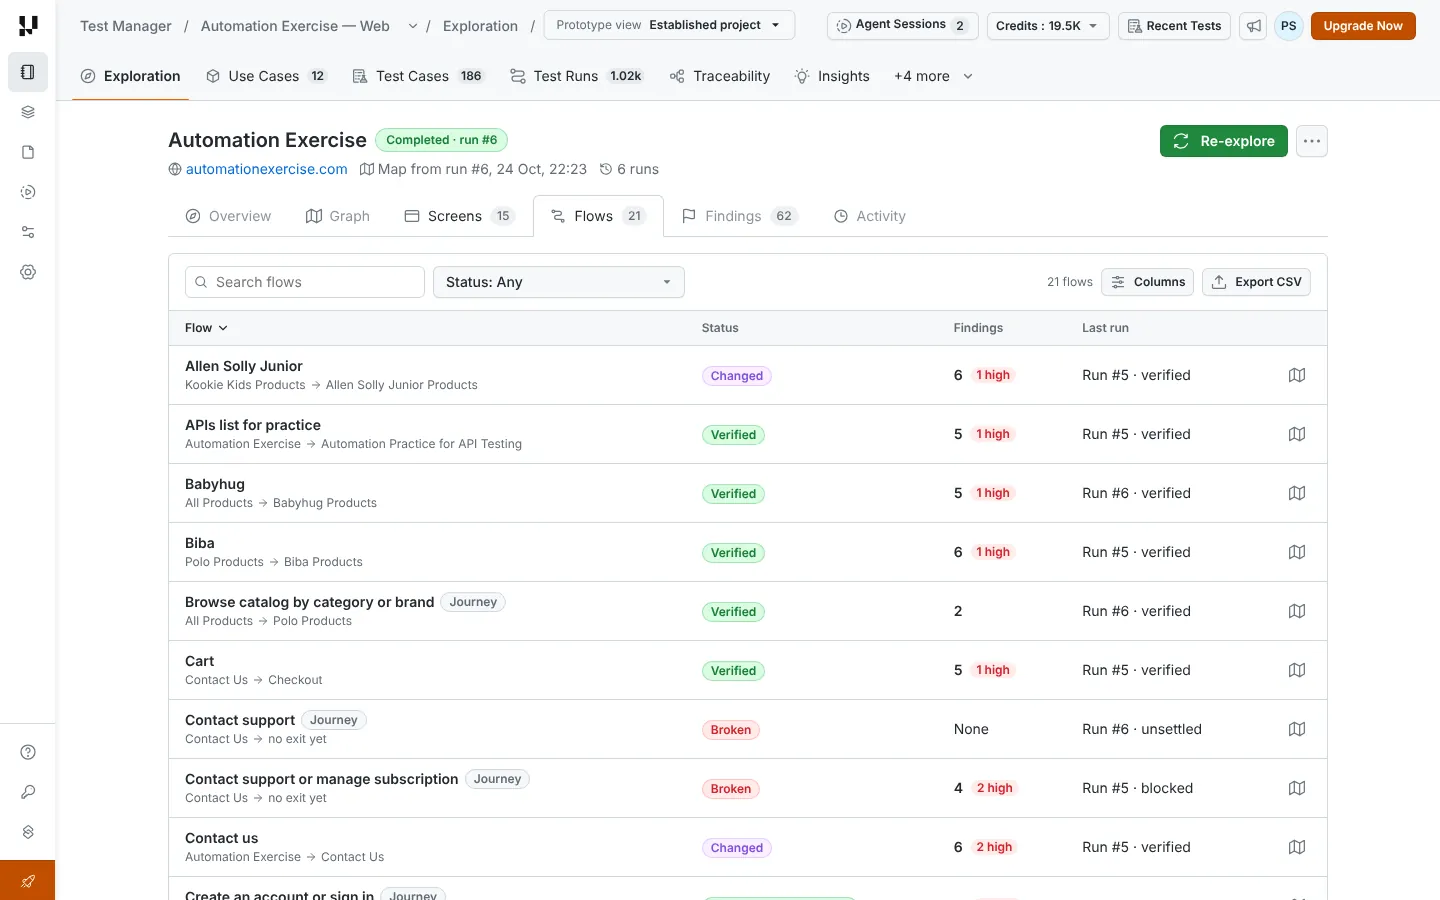 Test Manager / Automation Exercise — Web / Exploration / Prototype view Established project
Agent Sessions 2
Credits : 19.5K
Recent Tests
PS
Upgrade Now
Exploration
Use Cases 12
Test Cases 186
Test Runs 1.02k
Traceability
Insights
+4 more
Automation Exercise Completed · run #6
Re-explore
automationexercise.com Map from run #6, 24 Oct, 22:23 6 runs
Overview
Graph
Screens 15
Flows 21
Findings 62
Activity
Search flows
Status: Any
21 flows
Columns
Export CSV
Flow Status Findings Last run
Allen Solly Junior
Kookie Kids Products → Allen Solly Junior Products
Changed
6 1 high
Run #5 · verified
APIs list for practice
Automation Exercise → Automation Practice for API Testing
Verified
5 1 high
Run #5 · verified
Babyhug
All Products → Babyhug Products
Verified
5 1 high
Run #6 · verified
Biba
Polo Products → Biba Products
Verified
6 1 high
Run #5 · verified
Browse catalog by category or brand Journey
All Products → Polo Products
Verified
2
Run #6 · verified
Cart
Contact Us → Checkout
Verified
5 1 high
Run #5 · verified
Contact support Journey
Contact Us → no exit yet
Broken
None
Run #6 · unsettled
Contact support or manage subscription Journey
Contact Us → no exit yet
Broken
4 2 high
Run #5 · blocked
Contact us
Automation Exercise → Contact Us
Changed
6 2 high
Run #5 · verified
Create an account or sign in Journey